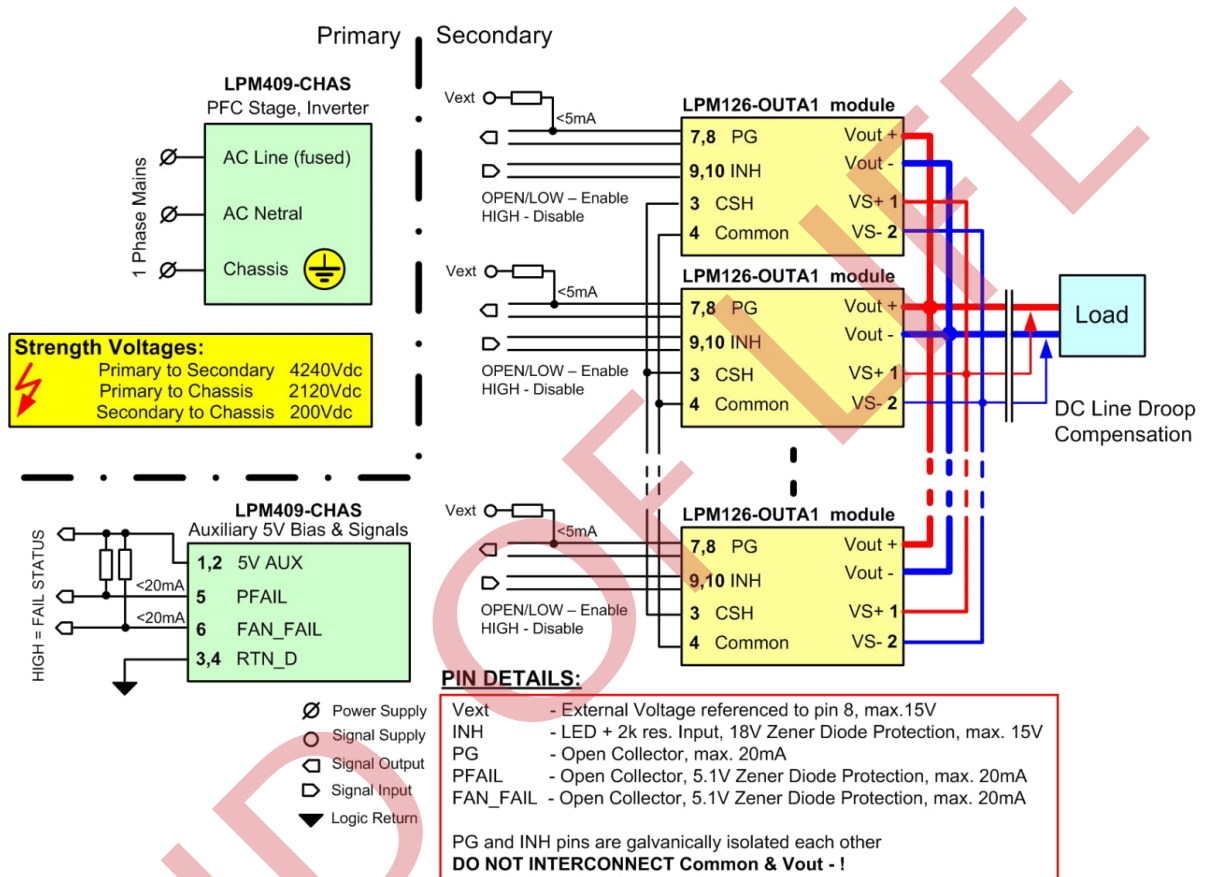 Primary
Secondary
LPM409-CHAS
PFC Stage, Inverter
1 Phase Mains
AC Line (fused)
AC Netral
Chassis
Strength Voltages:
Primary to Secondary 4240Vdc
Primary to Chassis 2120Vdc
Secondary to Chassis 200Vdc
LPM409-CHAS
Auxiliary 5V Bias & Signals
HIGH = FAIL STATUS
1,2 5V AUX
<20mA
5 PFAIL
<20mA
6 FAN_FAIL
3,4 RTN_D
Power Supply
Signal Supply
Signal Output
Signal Input
Logic Return
Vext
<5mA
OPEN/LOW – Enable
HIGH - Disable
LPM126-OUTA1 module
7,8 PG Vout +
9,10 INH Vout -
3 CSH VS+ 1
4 Common VS- 2
Vext
<5mA
OPEN/LOW – Enable
HIGH - Disable
LPM126-OUTA1 module
7,8 PG Vout +
9,10 INH Vout -
3 CSH VS+ 1
4 Common VS- 2
Load
DC Line Droop
Compensation
Vext
<5mA
OPEN/LOW – Enable
HIGH - Disable
LPM126-OUTA1 module
7,8 PG Vout +
9,10 INH Vout -
3 CSH VS+ 1
4 Common VS- 2
PIN DETAILS:
Vext - External Voltage referenced to pin 8, max.15V
INH - LED + 2k res. Input, 18V Zener Diode Protection, max. 15V
PG - Open Collector, max. 20mA
PFAIL - Open Collector, 5.1V Zener Diode Protection, max. 20mA
FAN_FAIL - Open Collector, 5.1V Zener Diode Protection, max. 20mA
PG and INH pins are galvanically isolated each other
DO NOT INTERCONNECT Common & Vout - !
ND OF LIFE